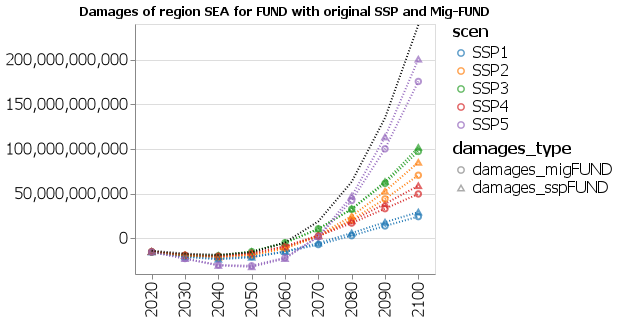 Damages of region SEA for FUND with original SSP and Mig-FUND
200,000,000,000
150,000,000,000
100,000,000,000
50,000,000,000
0
2020
2030
2040
2050
2060
2070
2080
2090
2100
scen
SSP1
SSP2
SSP3
SSP4
SSP5
damages_type
damages_migFUND
damages_sspFUND